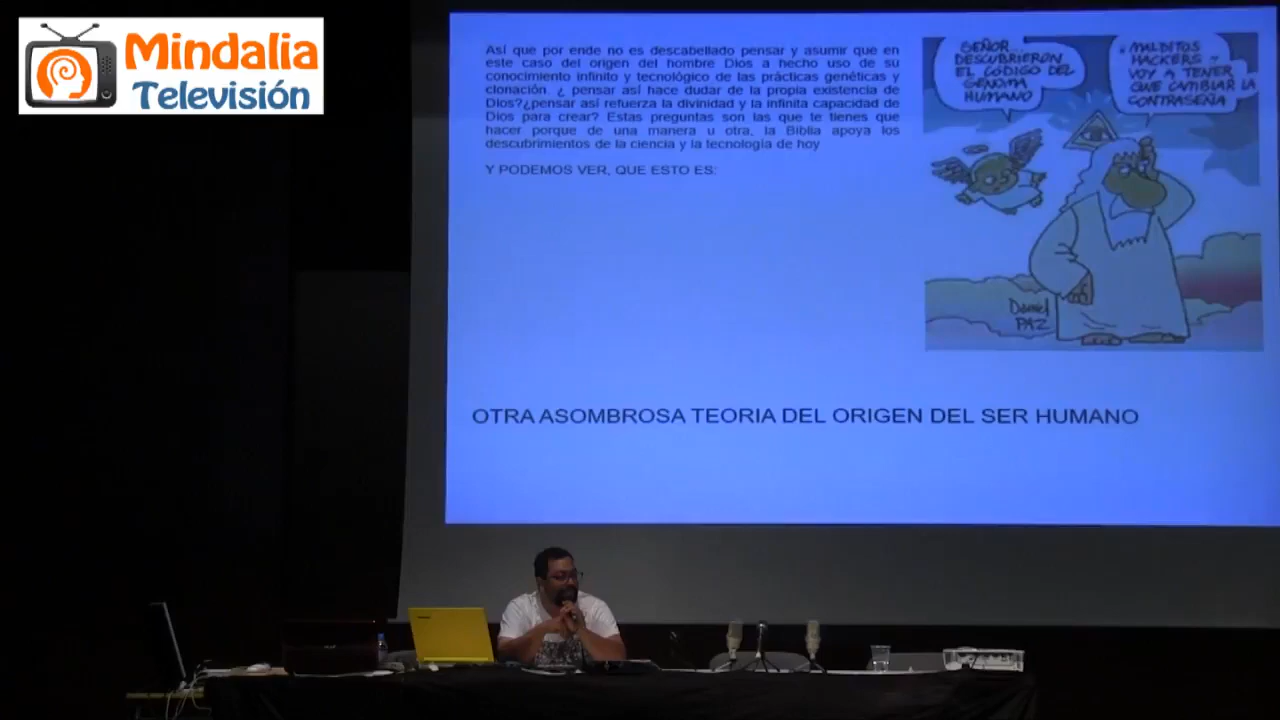 Mindalia
Televisión
Así que por ende no es descabellado pensar y asumir que en
este caso del origen del hombre Dios a hecho uso de su
conocimiento infinito y tecnológico de las prácticas genéticas y
clonación. ¿ pensar así hace dudar de la propia existencia de
Dios?¿pensar así refuerza la divinidad y la infinita capacidad de
Dios para crear? Estas preguntas son las que te tienes que
hacer porque de una manera u otra, la Biblia apoya los
descubrimientos de la ciencia y la tecnología de hoy
Y PODEMOS VER, QUE ESTO ES:
SEÑOR...
DESCUBRIERON
EL CÓDIGO DEL
GENOMA
HUMANO
MALDITOS
HACKERS
VOY A TENER
QUE CAMBIAR LA
CONTRASEÑA
Daniel
PAZ
OTRA ASOMBROSA TEORIA DEL ORIGEN DEL SER HUMANO